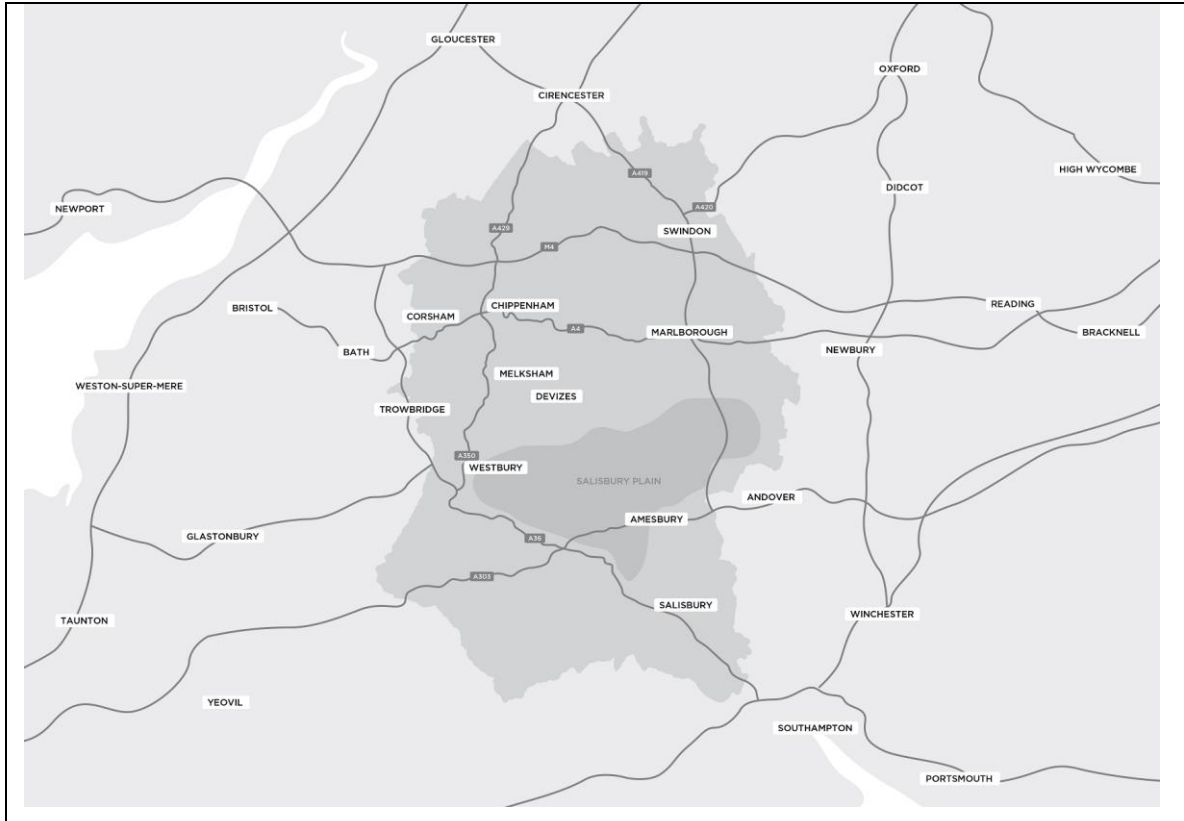 GLOUCESTER
OXFORD
CIRENCESTER
HIGH WYCOMBE
A419
DIDCOT
NEWPORT
A420
A429
SWINDON
M4
READING
CHIPPENHAM
BRISTOL
CORSHAM
A4
MARLBOROUGH
BRACKNELL
BATH
NEWBURY
MELKSHAM
WESTON-SUPER-MERE
DEVIZES
TROWBRIDGE
A350
WESTBURY
SALISBURY PLAIN
ANDOVER
AMESBURY
GLASTONBURY
A36
A303
SALISBURY
WINCHESTER
TAUNTON
YEOVIL
SOUTHAMPTON
PORTSMOUTH